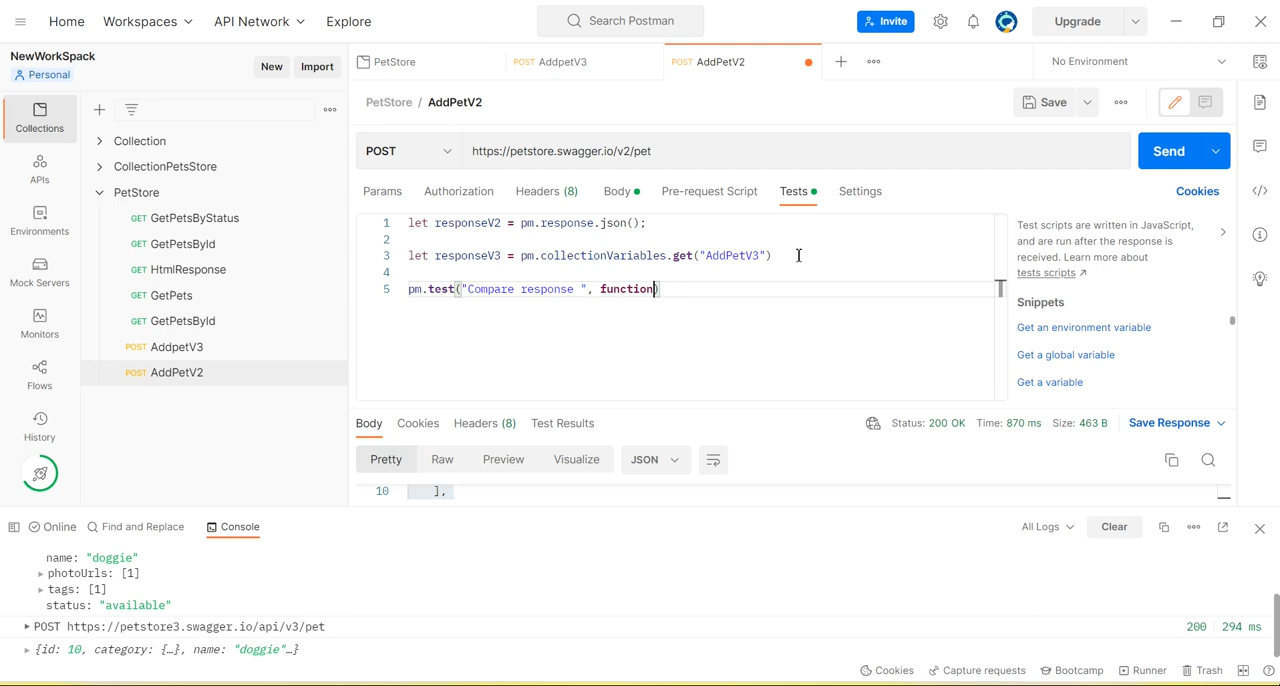 Home Workspaces API Network Explore Search Postman Invite Upgrade
NewWorkSpack
Personal
New Import
PetStore POST AddpetV3 POST AddPetV2 No Environment
Collections
APIs
Environments
Mock Servers
Monitors
Flows
History
Collection
CollectionPetsStore
PetStore
GET GetPetsByStatus
GET GetPetsById
GET HtmlResponse
GET GetPets
GET GetPetsById
POST AddpetV3
POST AddPetV2
PetStore / AddPetV2 Save
POST https://petstore.swagger.io/v2/pet Send
Params Authorization Headers (8) Body Pre-request Script Tests Settings Cookies
1 let responseV2 = pm.response.json();
2
3 let responseV3 = pm.collectionVariables.get("AddPetV3")
4
5 pm.test("Compare response ", function)
Test scripts are written in JavaScript,
and are run after the response is
received. Learn more about
tests scripts ↗
Snippets
Get an environment variable
Get a global variable
Get a variable
Body Cookies Headers (8) Test Results Status: 200 OK Time: 870 ms Size: 463 B Save Response
Pretty Raw Preview Visualize JSON
10 ],
Online Find and Replace Console All Logs Clear
name: "doggie"
photoUrls: [1]
tags: [1]
status: "available"
POST https://petstore3.swagger.io/api/v3/pet 200 294 ms
{id: 10, category: {…}, name: "doggie"…}
Cookies Capture requests Bootcamp Runner Trash